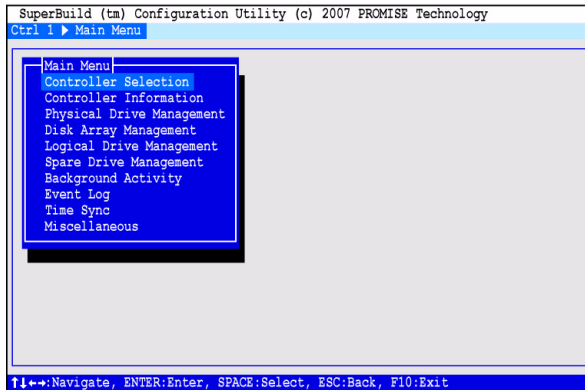 SuperBuild (tm) Configuration Utility (c) 2007 PROMISE Technology
Ctrl 1 ▶ Main Menu
Main Menu
Controller Selection
Controller Information
Physical Drive Management
Disk Array Management
Logical Drive Management
Spare Drive Management
Background Activity
Event Log
Time Sync
Miscellaneous
↑↓←→:Navigate, ENTER:Enter, SPACE:Select, ESC:Back, F10:Exit